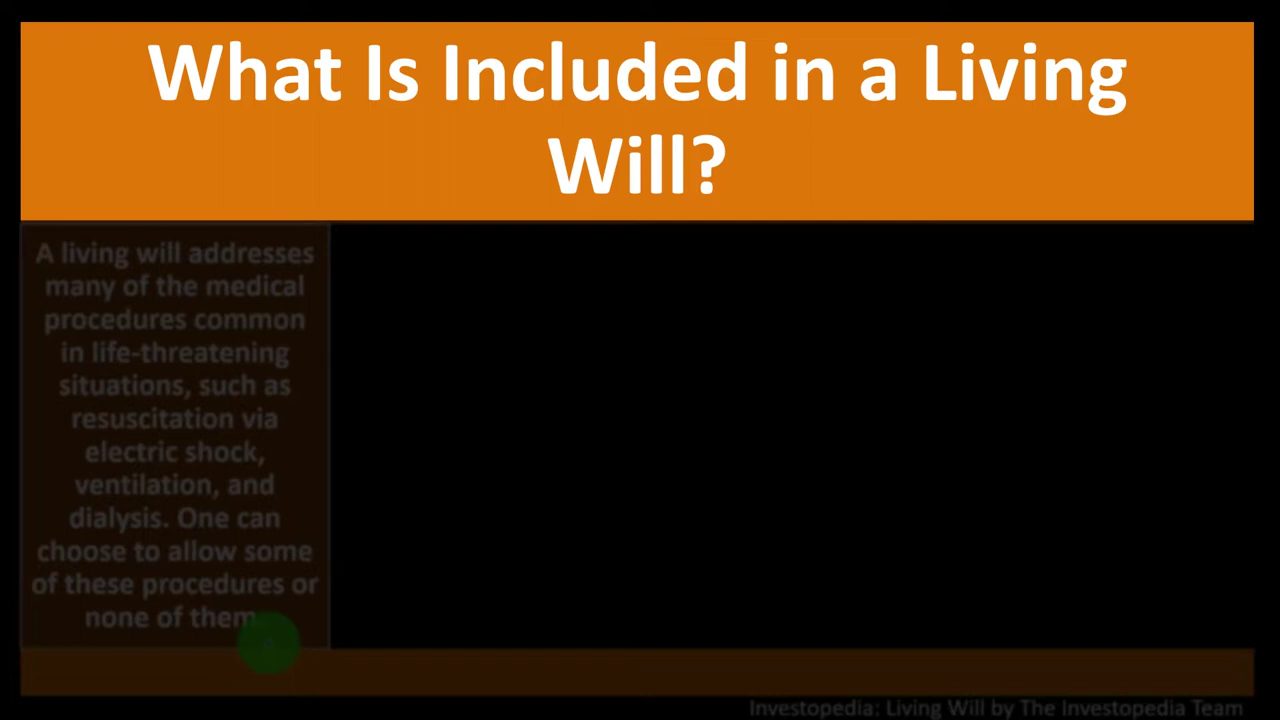 What Is Included in a Living
Will?
A living will addresses
many of the medical
procedures common
in life-threatening
situations, such as
resuscitation via
electric shock,
ventilation, and
dialysis. One can
choose to allow some
of these procedures or
none of them.
Investopedia: Living Will by The Investopedia Team